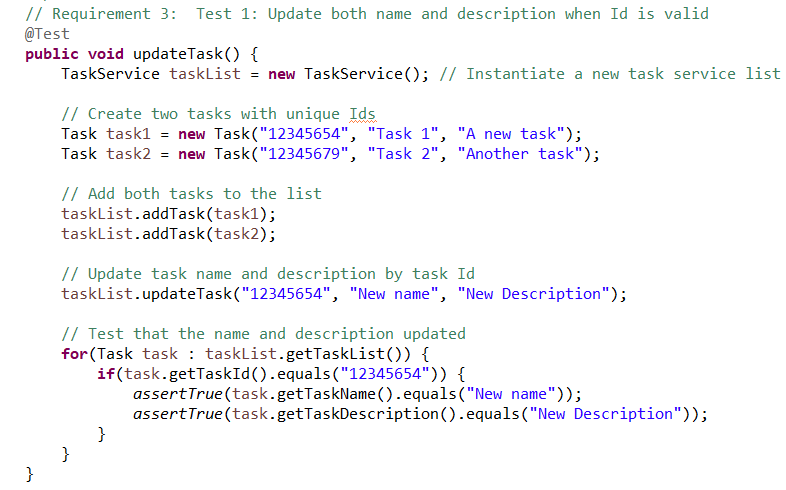 // Requirement 3:  Test 1: Update both name and description when Id is valid
@Test
public void updateTask() {
    TaskService taskList = new TaskService(); // Instantiate a new task service list

    // Create two tasks with unique Ids
    Task task1 = new Task("12345654", "Task 1", "A new task");
    Task task2 = new Task("12345679", "Task 2", "Another task");

    // Add both tasks to the list
    taskList.addTask(task1);
    taskList.addTask(task2);

    // Update task name and description by task Id
    taskList.updateTask("12345654", "New name", "New Description");

    // Test that the name and description updated
    for(Task task : taskList.getTaskList()) {
        if(task.getTaskId().equals("12345654")) {
            assertTrue(task.getTaskName().equals("New name"));
            assertTrue(task.getTaskDescription().equals("New Description"));
        }
    }
}